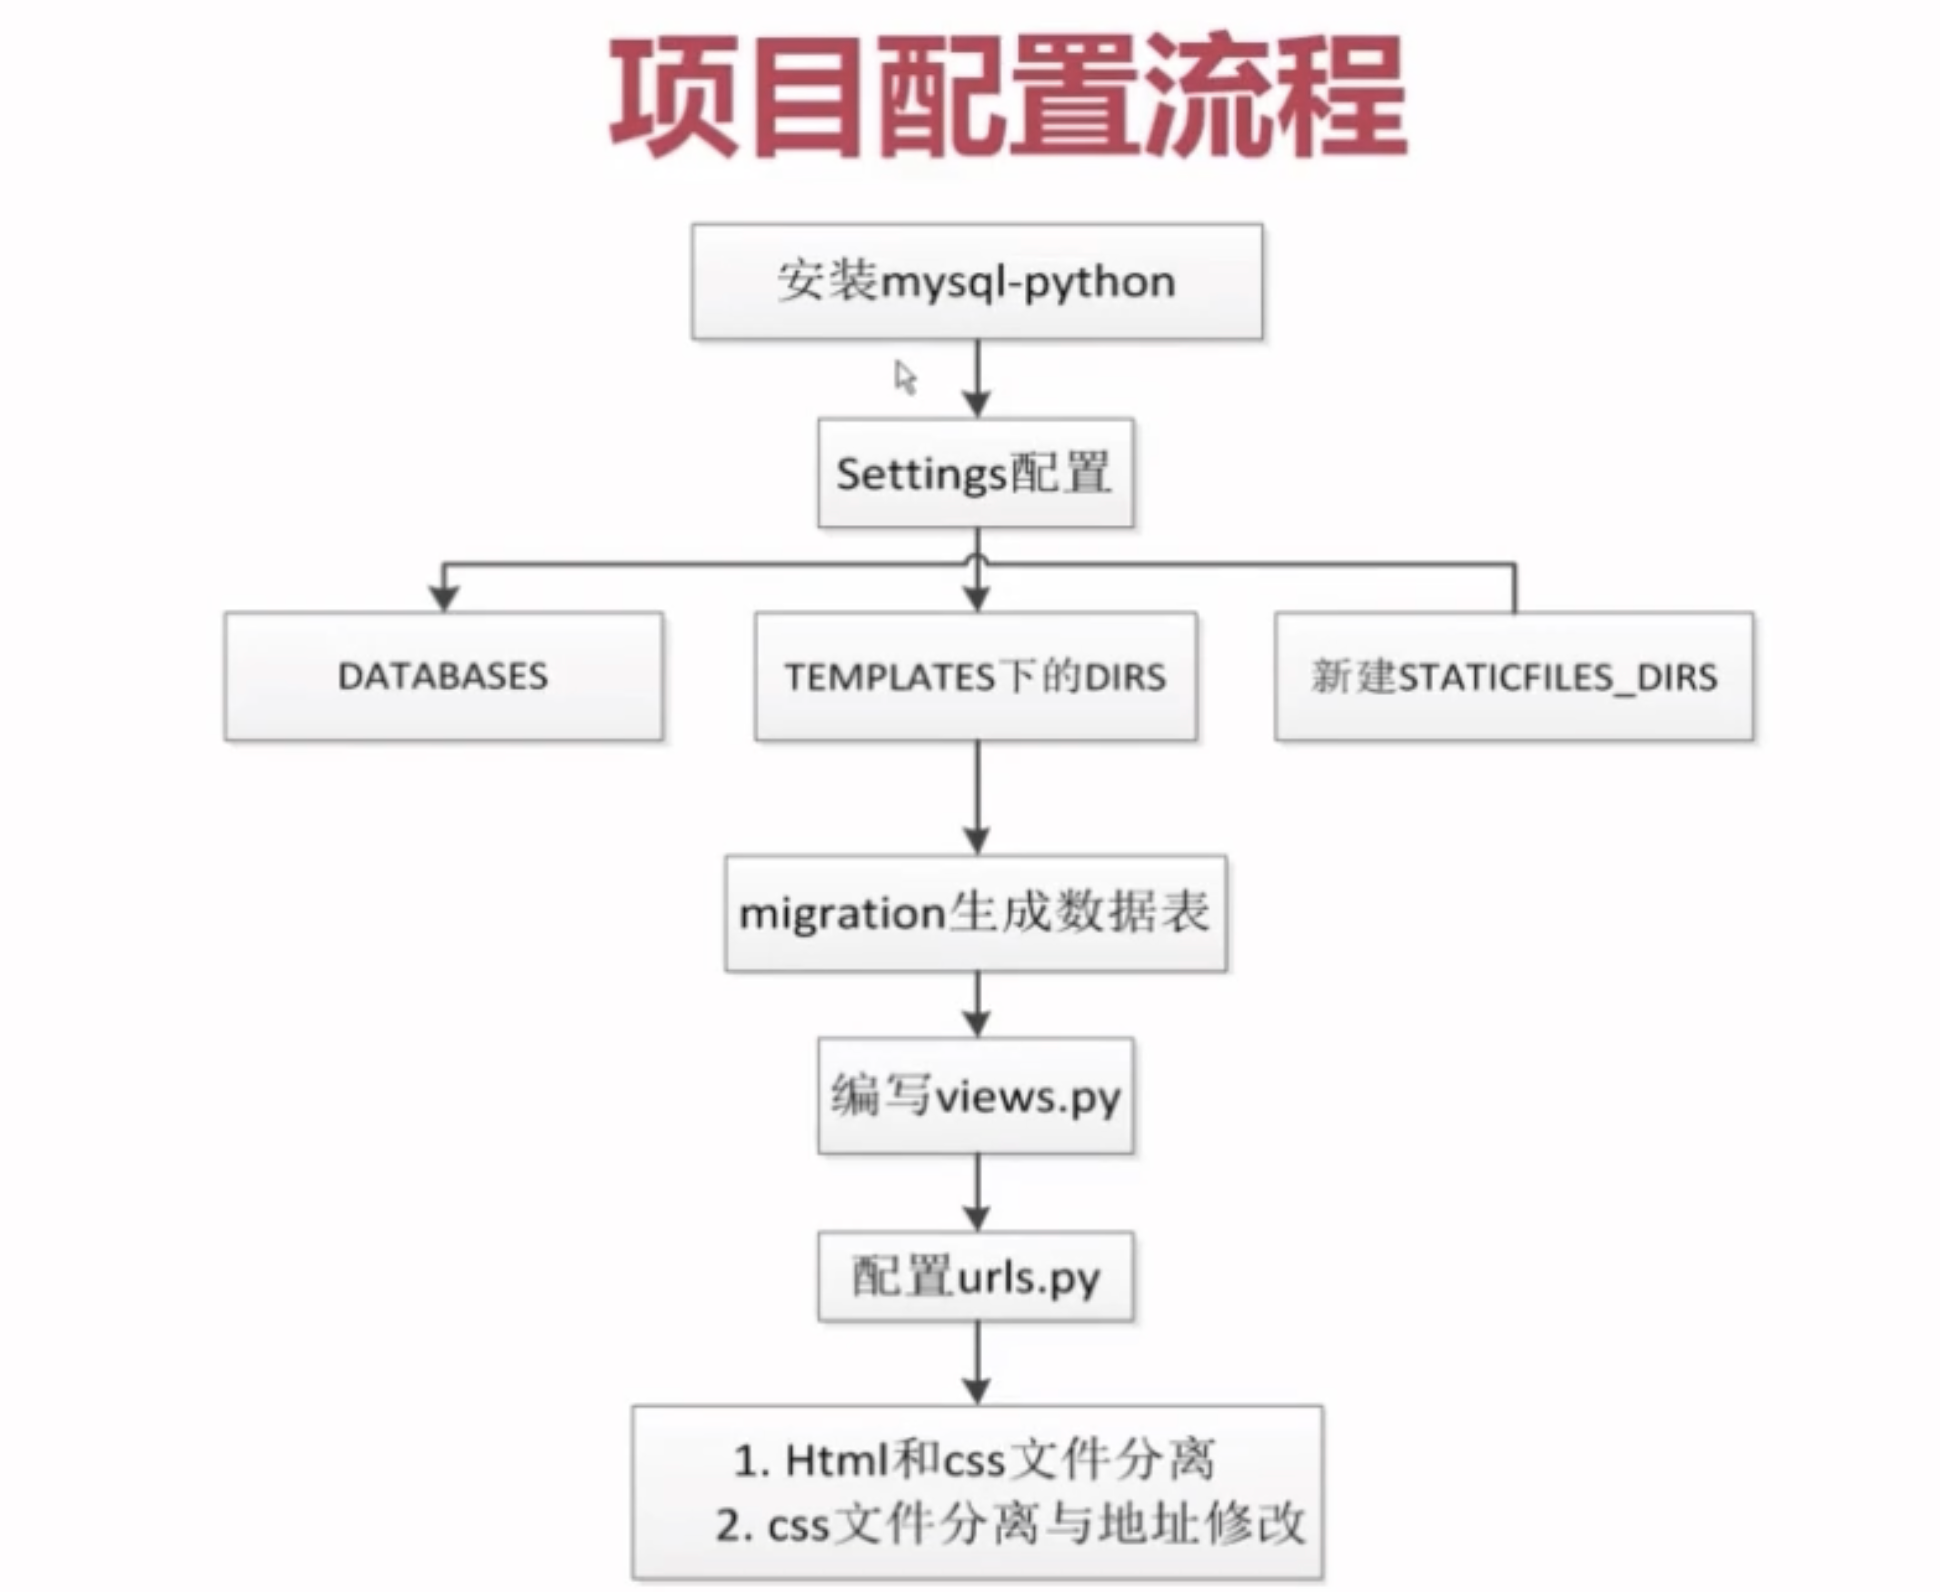 项目配置流程
安装mysql-python
Settings配置
DATABASES
TEMPLATES下的DIRS
新建STATICFILES_DIRS
migration生成数据表
编写views.py
配置urls.py
1. Html和css文件分离
2. css文件分离与地址修改